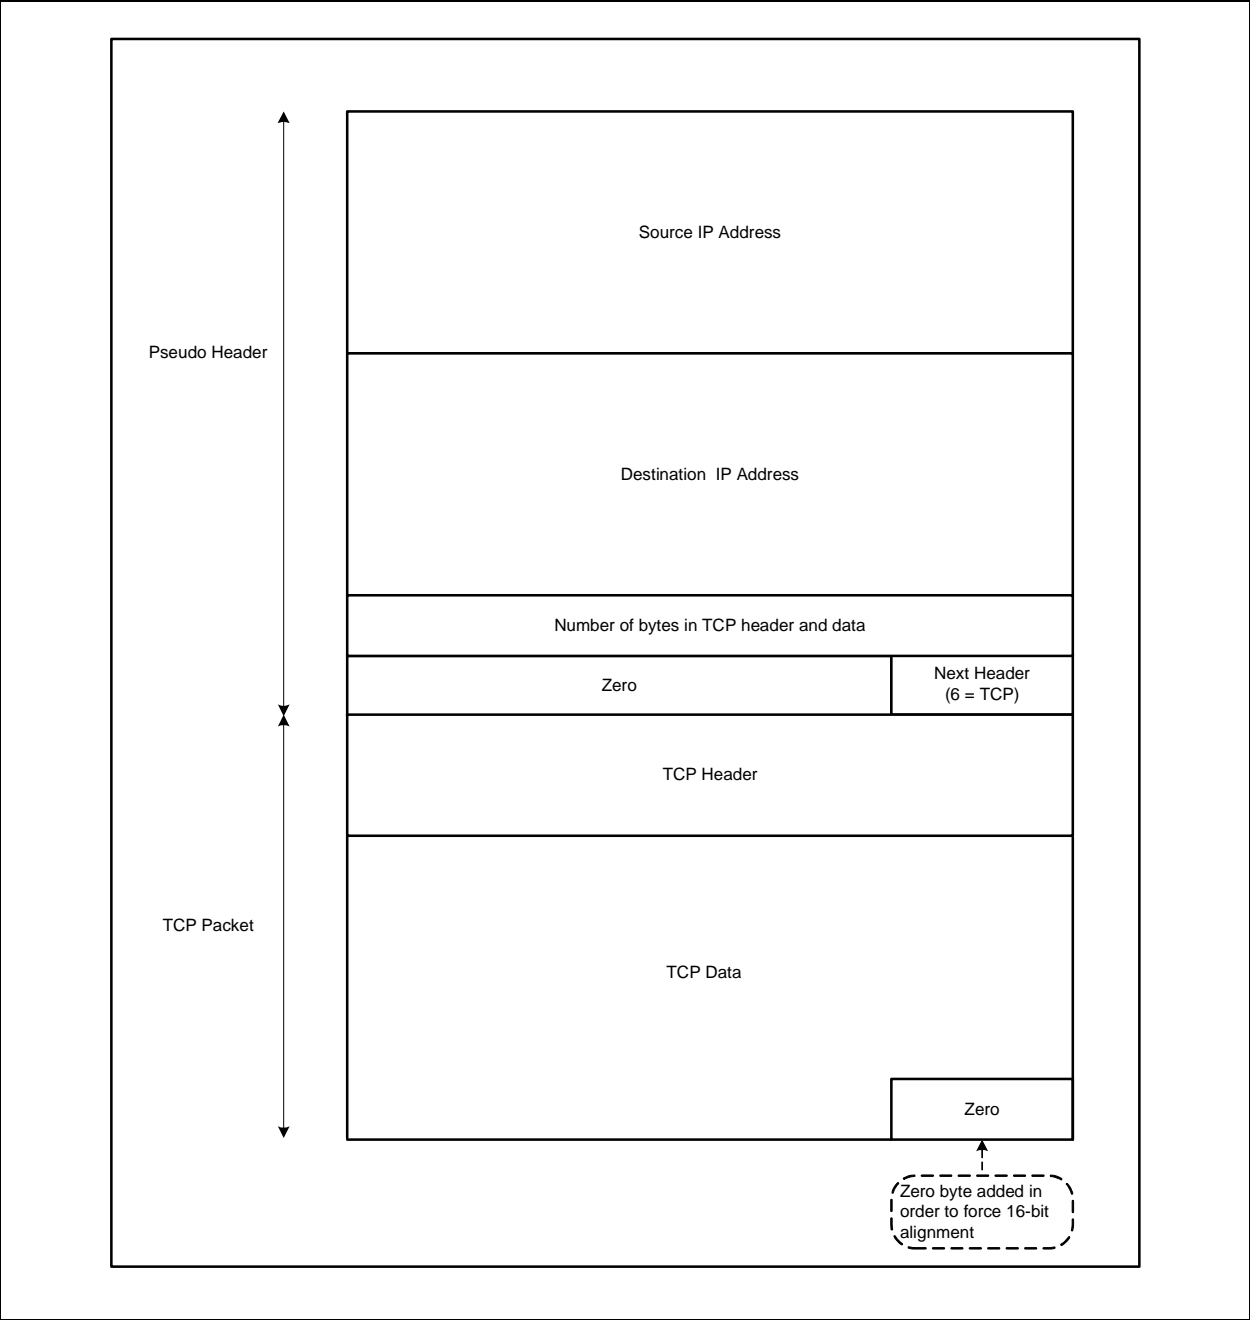 Source IP Address
Pseudo Header
Destination  IP Address
Number of bytes in TCP header and data
Zero
Next Header
(6 = TCP)
TCP Header
TCP Packet
TCP Data
Zero
Zero byte added in
order to force 16-bit
alignment